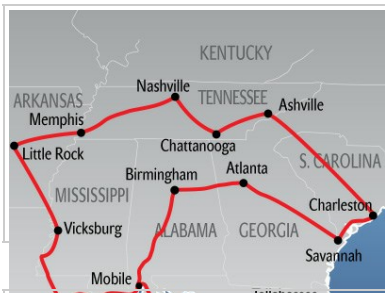 KENTUCKY
Nashville
ARKANSAS
TENNESSEE
Memphis
Ashville
Chattanooga
Little Rock
S. CAROLINA
Birmingham
Atlanta
MISSISSIPPI
Charleston
Vicksburg
ALABAMA
GEORGIA
Savannah
Mobile